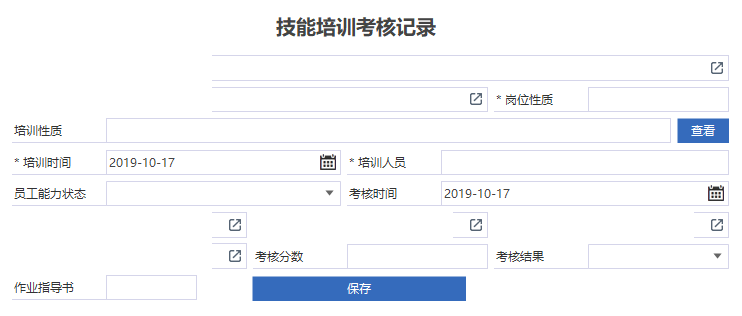 技能培训考核记录
* 岗位性质
培训性质 查看
* 培训时间 2019-10-17 * 培训人员
员工能力状态 考核时间 2019-10-17
考核分数 考核结果
作业指导书 保存